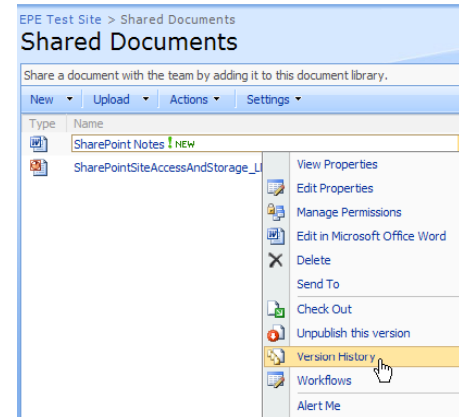 EPE Test Site > Shared Documents
Shared Documents
Share a document with the team by adding it to this document library.
New Upload Actions Settings
Type Name
SharePoint Notes ! NEW
SharePointSiteAccessAndStorage_L
View Properties
Edit Properties
Manage Permissions
Edit in Microsoft Office Word
Delete
Send To
Check Out
Unpublish this version
Version History
Workflows
Alert Me